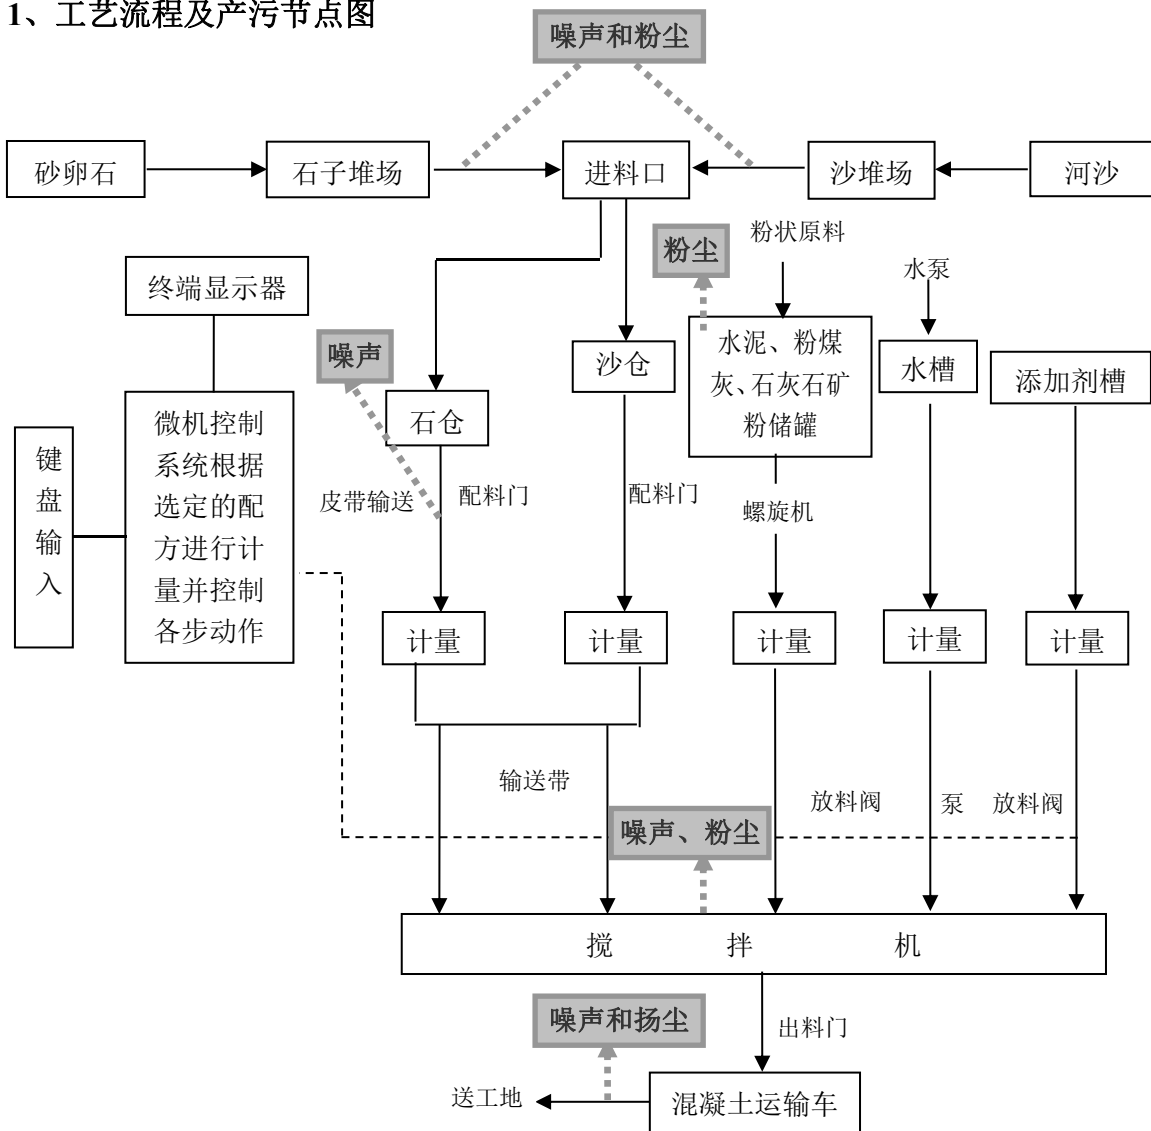 1、工艺流程及产污节点图
噪声和粉尘
砂卵石
石子堆场
进料口
沙堆场
河沙
粉尘
粉状原料
水泵
终端显示器
噪声
沙仓
水泥、粉煤
灰、石灰石矿
粉储罐
水槽
添加剂槽
石仓
键
盘
输
入
微机控制
系统根据
选定的配
方进行计
量并控制
各步动作
皮带输送
配料门
配料门
螺旋机
计量
计量
计量
计量
计量
输送带
放料阀
泵
放料阀
噪声、粉尘
搅拌机
噪声和扬尘
出料门
送工地
混凝土运输车